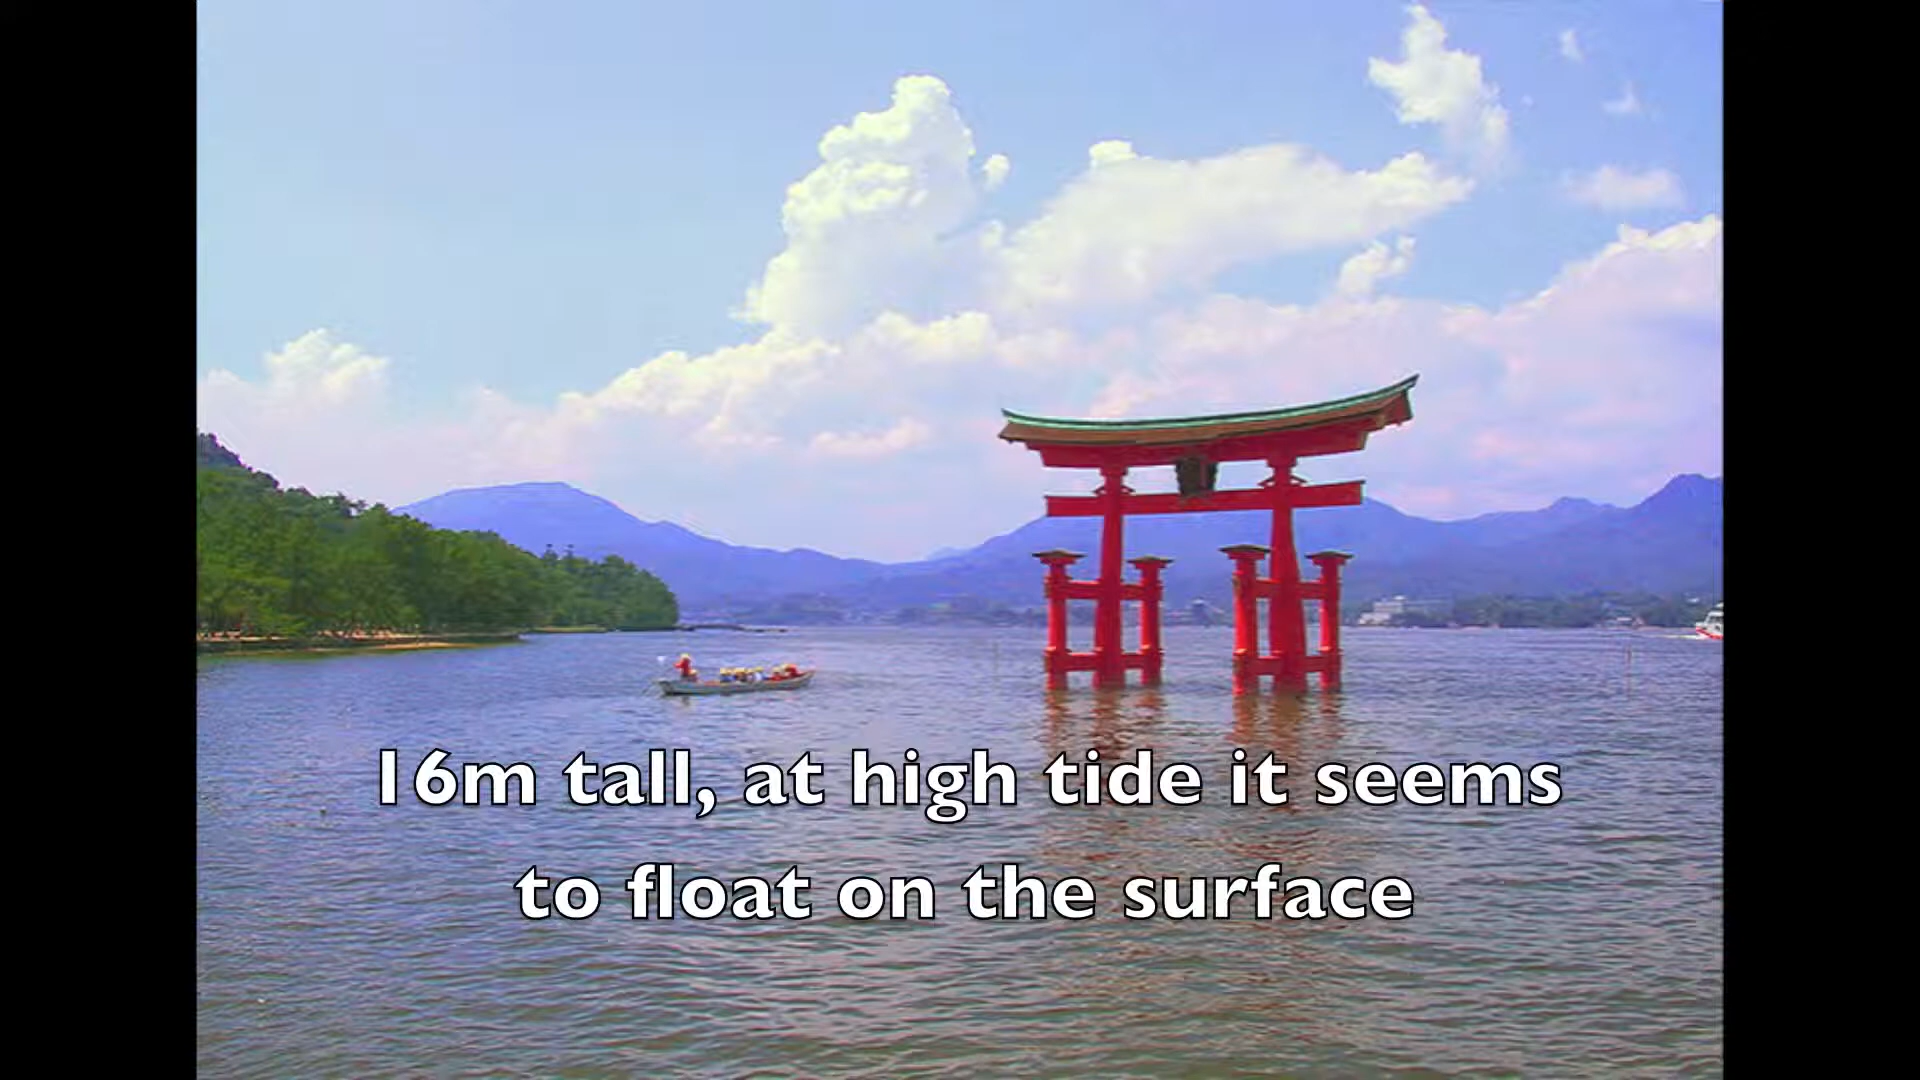 16m tall, at high tide it seems
to float on the surface